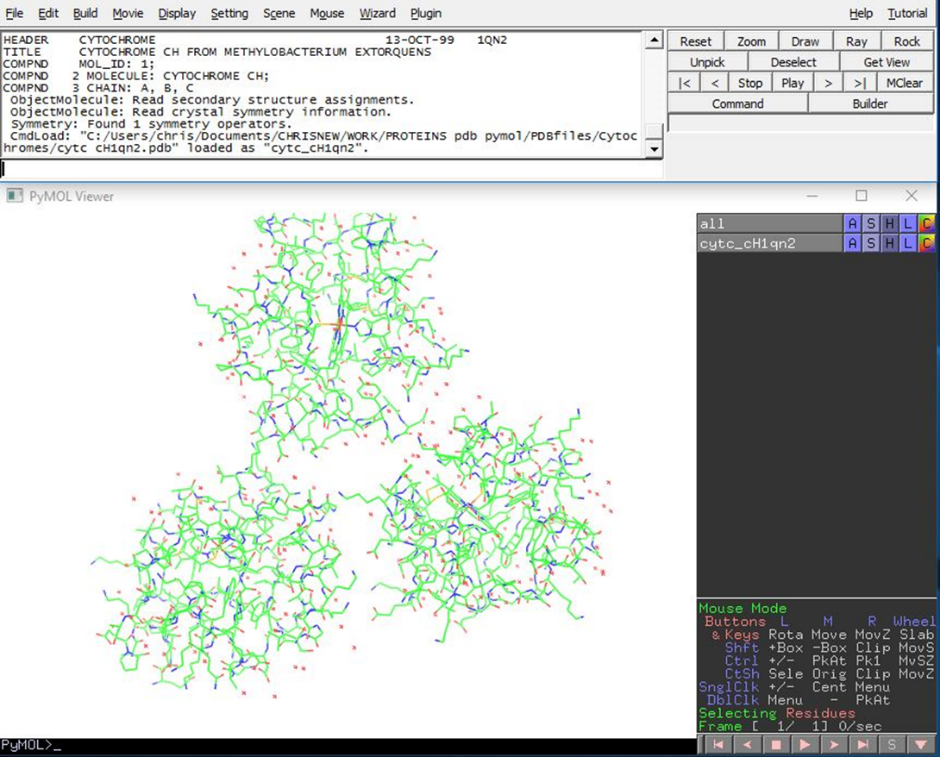 File Edit Build Movie Display Setting Scene Mouse Wizard Plugin Help Tutorial
HEADER CYTOCHROME 13-OCT-99 1QN2
TITLE CYTOCHROME CH FROM METHYLOBACTERIUM EXTORQUENS
COMPND MOL_ID: 1;
COMPND 2 MOLECULE: CYTOCHROME CH;
COMPND 3 CHAIN: A, B, C
ObjectMolecule: Read secondary structure assignments.
ObjectMolecule: Read crystal symmetry information.
Symmetry: Found 1 symmetry operators.
CmdLoad: "C:/Users/chris/Documents/CHRISNEW/WORK/PROTEINS pdb pymol/PDBfiles/Cytoc
hromes/cytc cH1qn2.pdb" loaded as "cytc_cH1qn2".
Reset Zoom Draw Ray Rock
Unpick Deselect Get View
|< < Stop Play > >| MClear
Command Builder
PyMOL Viewer
all A S H L C
cytc_cH1qn2 A S H L C
Mouse Mode
Buttons L M R Wheel
& Keys Rota Move MovZ Slab
Shft +Box -Box Clip MovS
Ctrl +/- PkAt Pk1 MvSZ
CtSh Sele Orig Clip MovZ
SnglClk +/- Cent Menu
DblClk Menu - PkAt
Selecting Residues
Frame [ 1/ 1] 0/sec
PyMOL>_
S